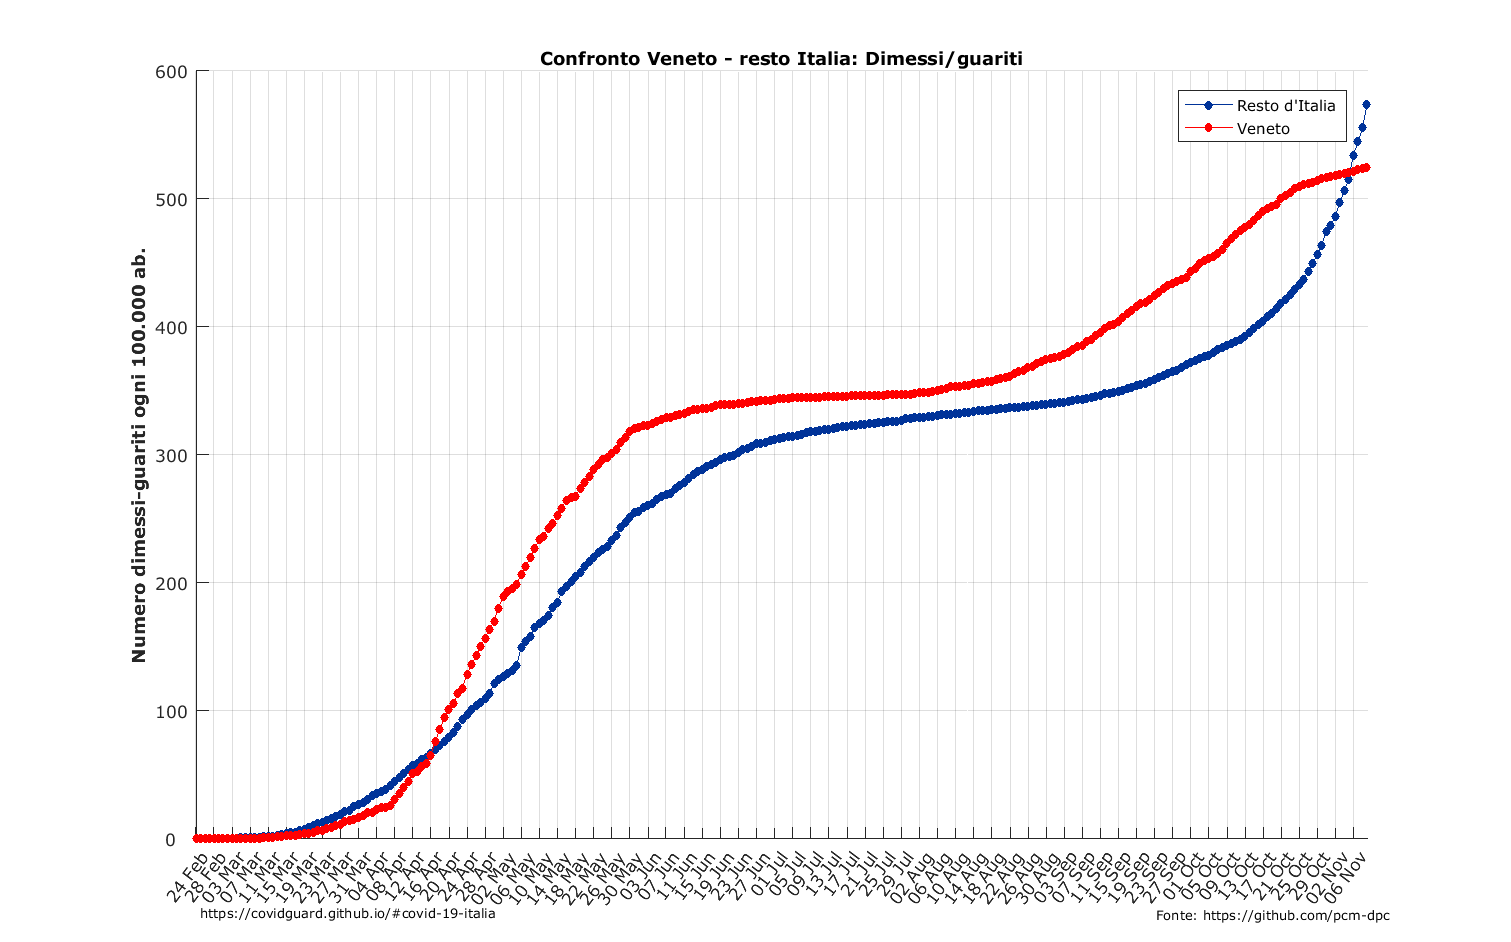 Confronto Veneto - resto Italia: Dimessi/guariti
Resto d'Italia
Veneto
Numero dimessi-guariti ogni 100.000 ab.
600
500
400
300
200
100
0
24 Feb
28 Feb
03 Mar
07 Mar
11 Mar
15 Mar
19 Mar
23 Mar
27 Mar
31 Mar
04 Apr
08 Apr
12 Apr
16 Apr
20 Apr
24 Apr
28 Apr
02 May
06 May
10 May
14 May
18 May
22 May
26 May
30 May
03 Jun
07 Jun
11 Jun
15 Jun
19 Jun
23 Jun
27 Jun
01 Jul
05 Jul
09 Jul
13 Jul
17 Jul
21 Jul
25 Jul
29 Jul
02 Aug
06 Aug
10 Aug
14 Aug
18 Aug
22 Aug
26 Aug
30 Aug
03 Sep
07 Sep
11 Sep
15 Sep
19 Sep
23 Sep
27 Sep
01 Oct
05 Oct
09 Oct
13 Oct
17 Oct
21 Oct
25 Oct
29 Oct
02 Nov
06 Nov
https://covidguard.github.io/#covid-19-italia
Fonte: https://github.com/pcm-dpc